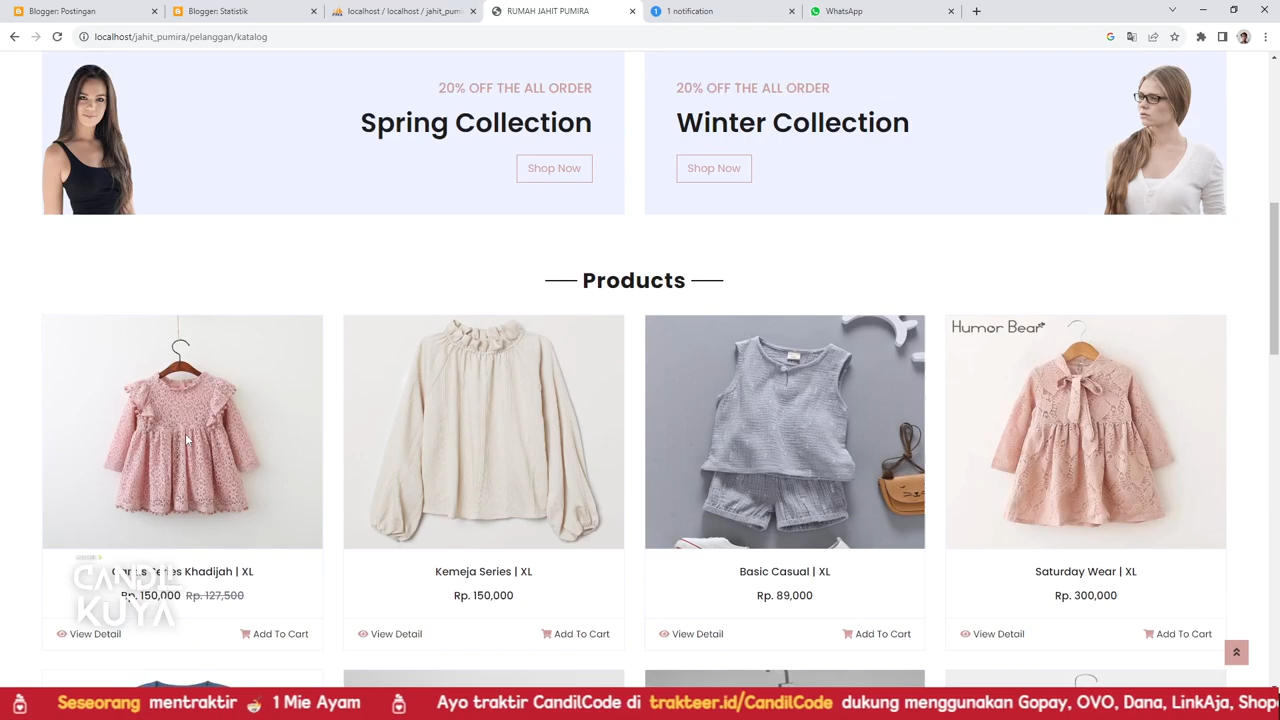 Blogger: Postingan
Blogger: Statistik
localhost / localhost / jahit_pum
RUMAH JAHIT PUMIRA
1 notification
WhatsApp
localhost/jahit_pumira/pelanggan/katalog
20% OFF THE ALL ORDER
Spring Collection
Shop Now
20% OFF THE ALL ORDER
Winter Collection
Shop Now
Products
Humor Bear
Series Khadijah | XL
Rp. 150,000 Rp. 127,500
View Detail
Add To Cart
Kemeja Series | XL
Rp. 150,000
View Detail
Add To Cart
Basic Casual | XL
Rp. 89,000
View Detail
Add To Cart
Saturday Wear | XL
Rp. 300,000
View Detail
Add To Cart
CANDI
KUYA
Seseorang mentraktir 1 Mie Ayam
Ayo traktir CandilCode di trakteer.id/CandilCode dukung menggunakan Gopay, OVO, Dana, LinkAja, Shop